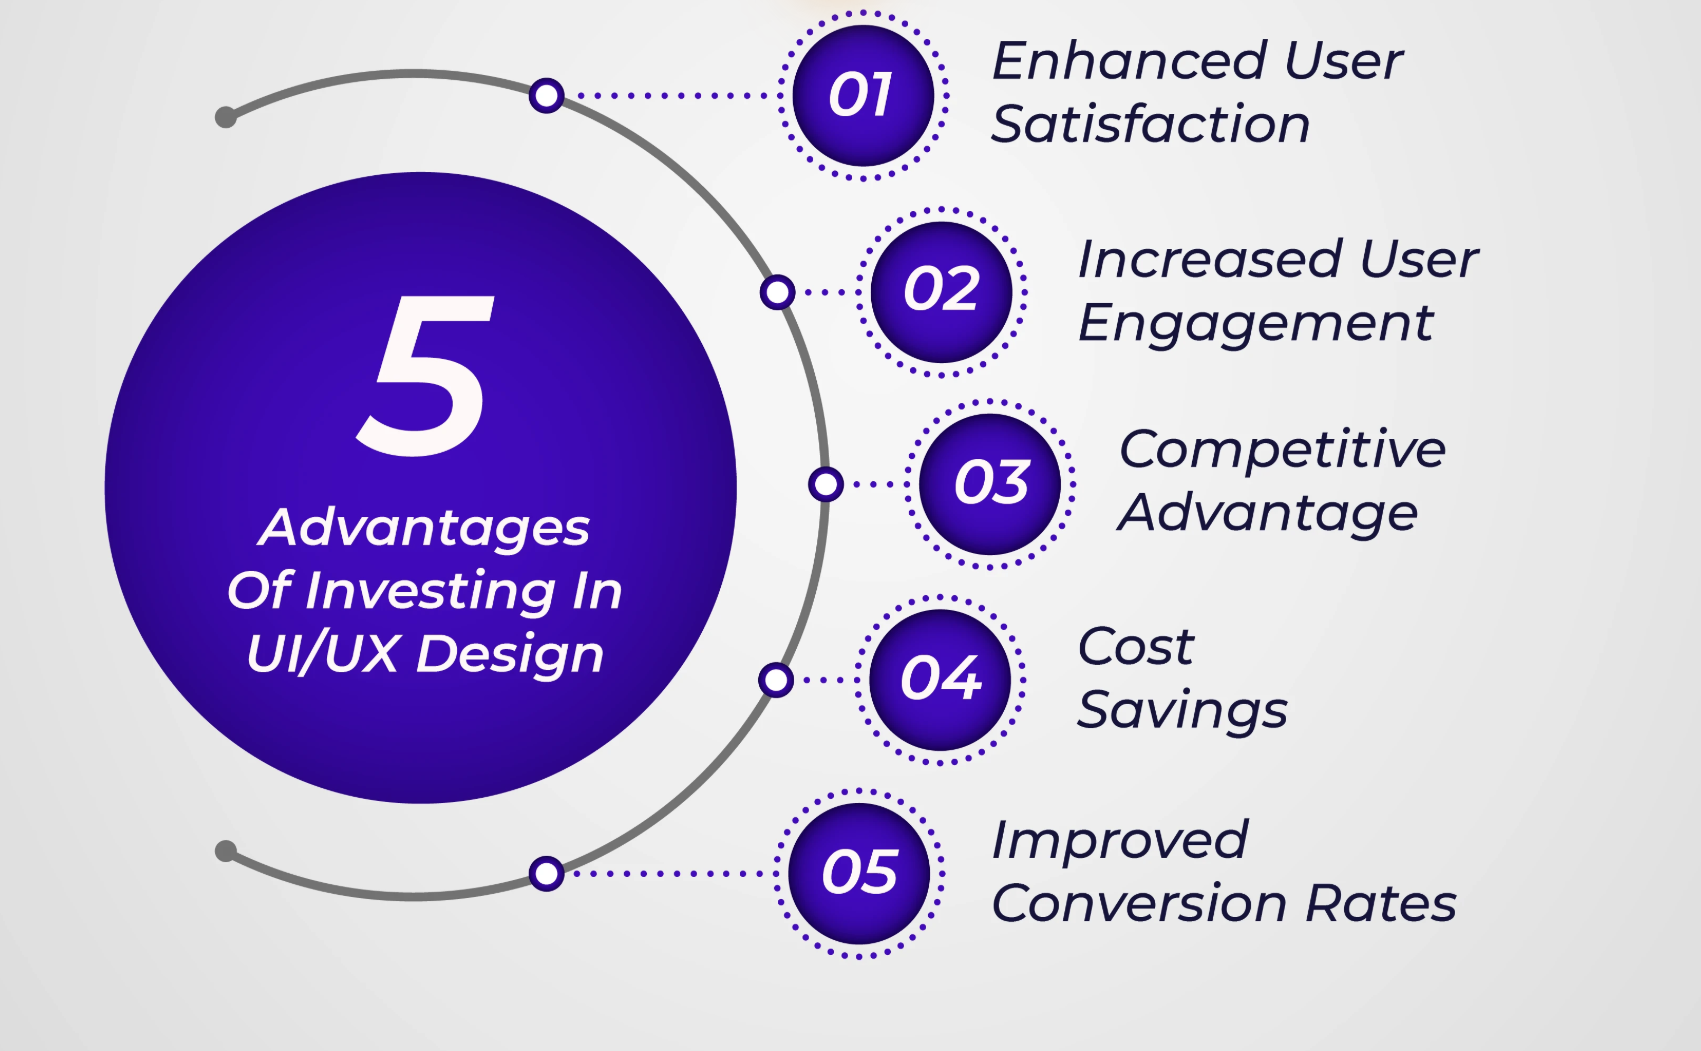 5
Advantages
Of Investing In
UI/UX Design
01
Enhanced User
Satisfaction
02
Increased User
Engagement
03
Competitive
Advantage
04
Cost
Savings
05
Improved
Conversion Rates